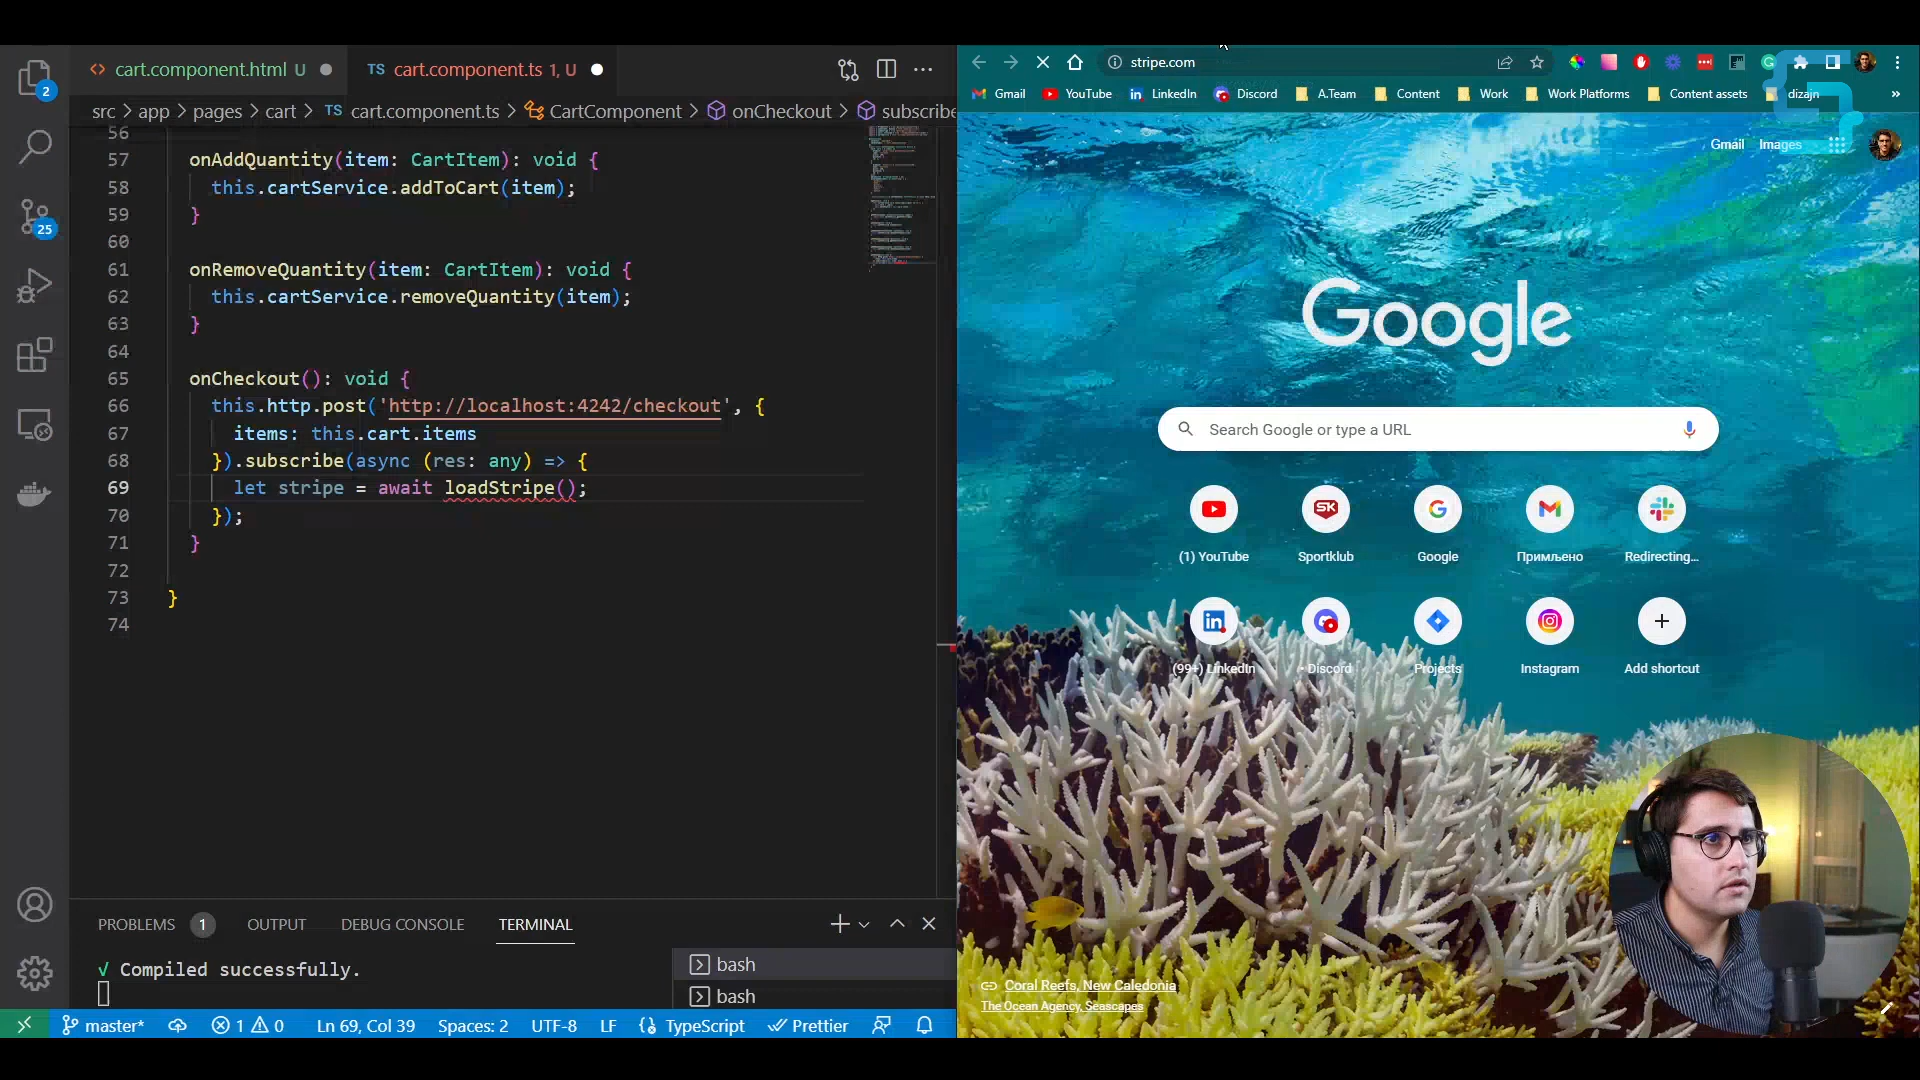 cart.component.html U
TS cart.component.ts 1, U
src > app > pages > cart > TS cart.component.ts > CartComponent > onCheckout > subscribe
56
57 onAddQuantity(item: CartItem): void {
58 this.cartService.addToCart(item);
59 }
60
61 onRemoveQuantity(item: CartItem): void {
62 this.cartService.removeQuantity(item);
63 }
64
65 onCheckout(): void {
66 this.http.post('http://localhost:4242/checkout', {
67 items: this.cart.items
68 }).subscribe(async (res: any) => {
69 let stripe = await loadStripe();
70 });
71 }
72
73 }
74
2
25
PROBLEMS 1 OUTPUT DEBUG CONSOLE TERMINAL
√ Compiled successfully.
bash
bash
master* 1 0 Ln 69, Col 39 Spaces: 2 UTF-8 LF TypeScript Prettier
stripe.com
Gmail YouTube LinkedIn Discord A.Team Content Work Work Platforms Content assets dizajn »
Gmail Images
Google
Search Google or type a URL
(1) YouTube
Sportklub
Google
Примљено
Redirecting...
(99+) LinkedIn
• Discord
Projects
Instagram
Add shortcut
Coral Reefs, New Caledonia
The Ocean Agency, Seascapes